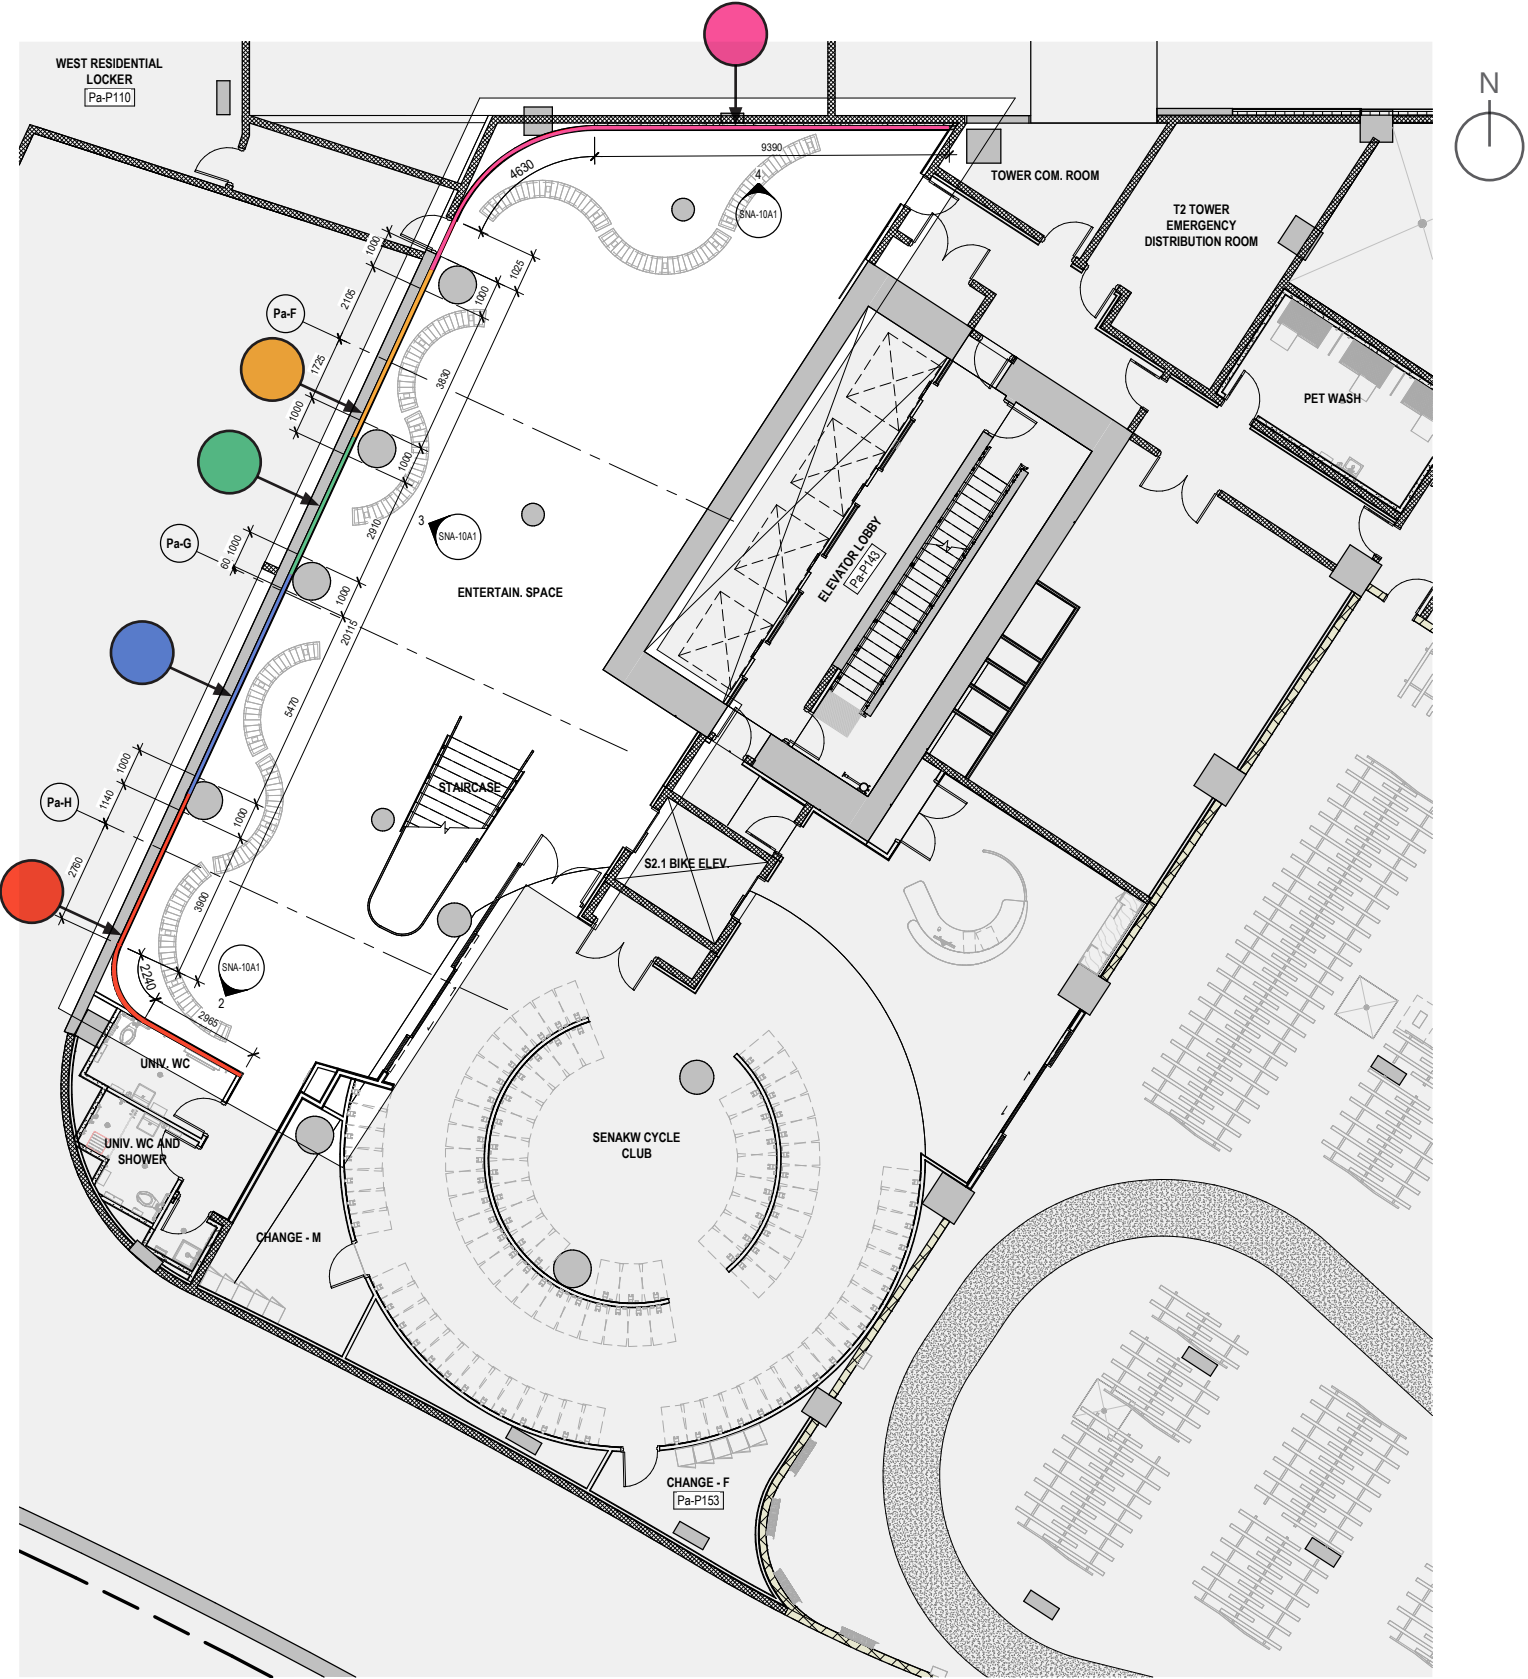 N
WEST RESIDENTIAL
LOCKER
Pa-P110
9390
4630
4
SNA-10A1
TOWER COM. ROOM
T2 TOWER
EMERGENCY
DISTRIBUTION ROOM
1000
1025
2105
1000
Pa-F
1725
3830
PET WASH
1000
1000
2910
3
SNA-10A1
Pa-G
60
1000
ELEVATOR LOBBY
Pa-P143
ENTERTAIN. SPACE
1000
20115
5470
1000
STAIRCASE
Pa-H
1140
1000
S2.1 BIKE ELEV.
2760
3900
SNA-10A1
2
2240
2965
UNIV. WC
UNIV. WC AND
SHOWER
SENAKW CYCLE
CLUB
CHANGE - M
CHANGE - F
Pa-P153